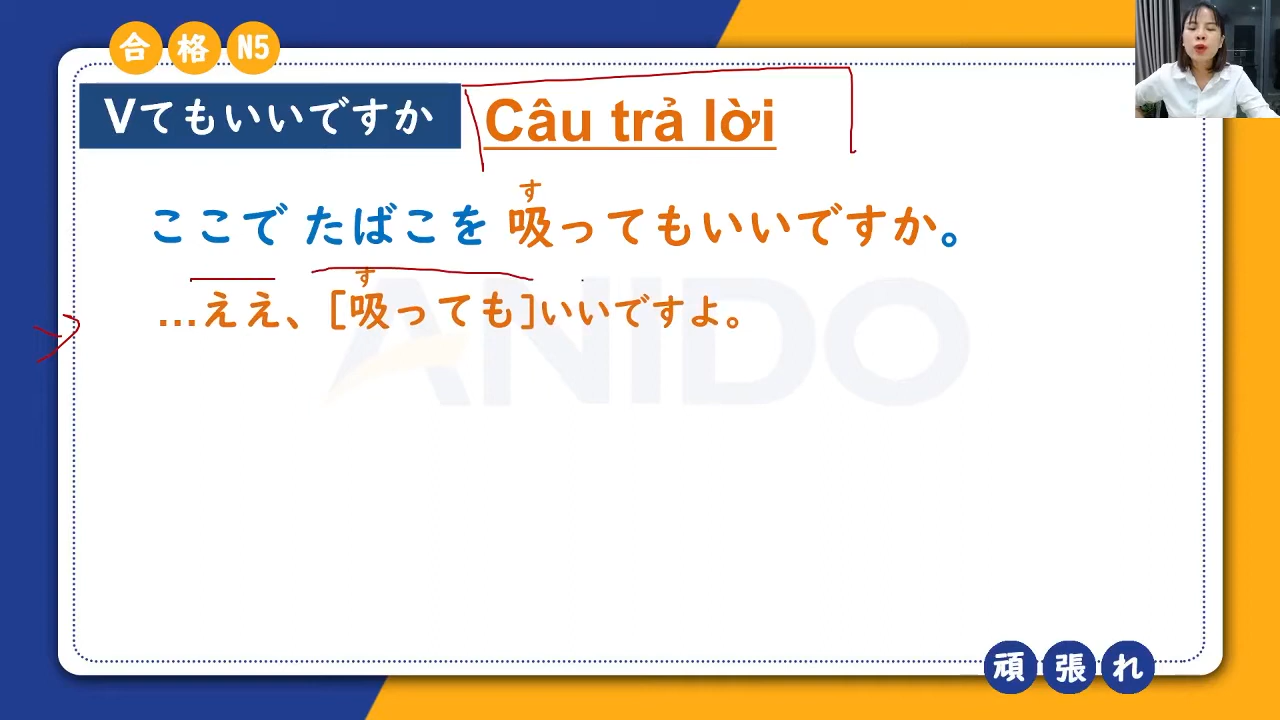 合格N5
Vてもいいですか
Câu trả lời
す
ここで たばこを 吸ってもいいですか。
す
…ええ、[吸っても]いいですよ。
ANIDO
頑張れ